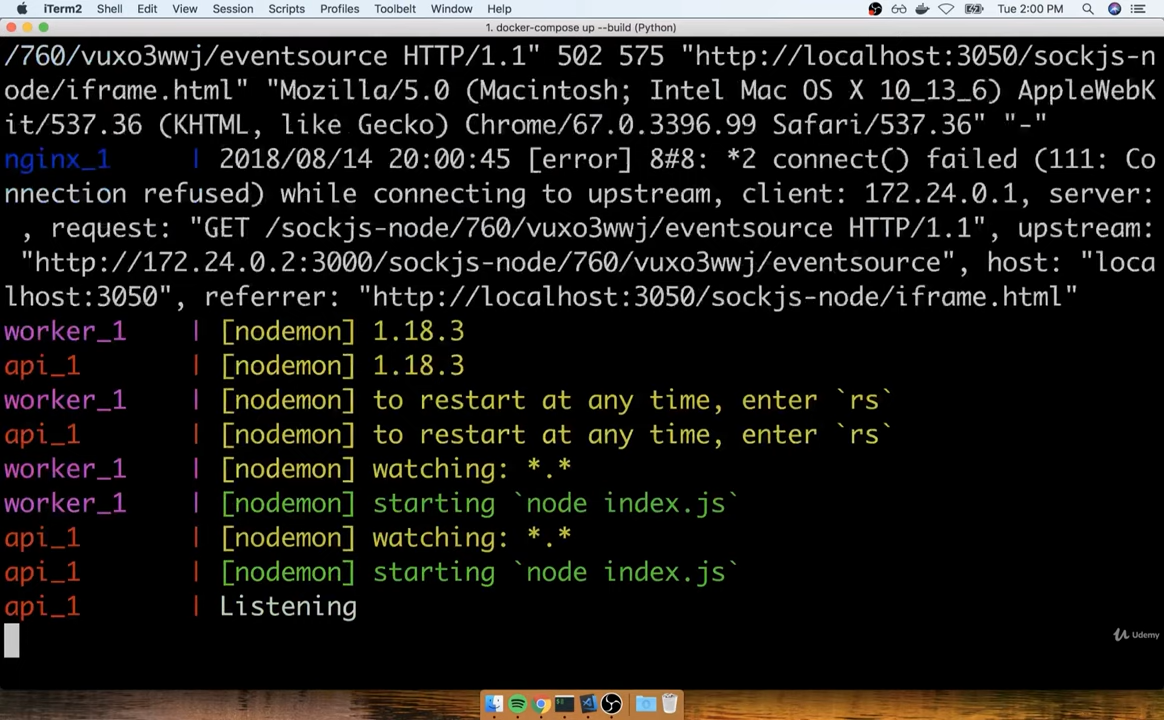 iTerm2 Shell Edit View Session Scripts Profiles Toolbelt Window Help Tue 2:00 PM
1. docker-compose up --build (Python)
/760/vuxo3wwj/eventsource HTTP/1.1" 502 575 "http://localhost:3050/sockjs-n
ode/iframe.html" "Mozilla/5.0 (Macintosh; Intel Mac OS X 10_13_6) AppleWebK
it/537.36 (KHTML, like Gecko) Chrome/67.0.3396.99 Safari/537.36" "-"
nginx_1 | 2018/08/14 20:00:45 [error] 8#8: *2 connect() failed (111: Co
nnection refused) while connecting to upstream, client: 172.24.0.1, server:
, request: "GET /sockjs-node/760/vuxo3wwj/eventsource HTTP/1.1", upstream:
"http://172.24.0.2:3000/sockjs-node/760/vuxo3wwj/eventsource", host: "loca
lhost:3050", referrer: "http://localhost:3050/sockjs-node/iframe.html"
worker_1 | [nodemon] 1.18.3
api_1 | [nodemon] 1.18.3
worker_1 | [nodemon] to restart at any time, enter `rs`
api_1 | [nodemon] to restart at any time, enter `rs`
worker_1 | [nodemon] watching: *.*
worker_1 | [nodemon] starting `node index.js`
api_1 | [nodemon] watching: *.*
api_1 | [nodemon] starting `node index.js`
api_1 | Listening
Udemy